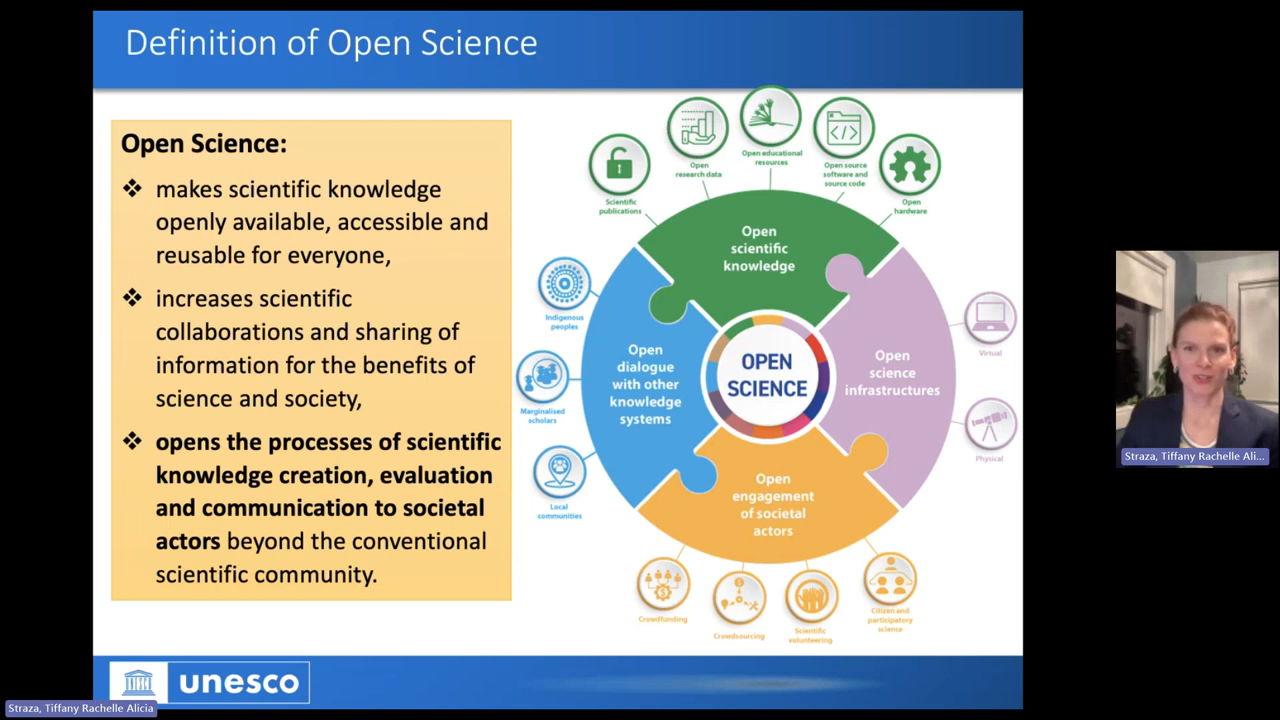 Definition of Open Science
Open Science:
❖ makes scientific knowledge
openly available, accessible and
reusable for everyone,
❖ increases scientific
collaborations and sharing of
information for the benefits of
science and society,
❖ opens the processes of scientific
knowledge creation, evaluation
and communication to societal
actors beyond the conventional
scientific community.
Scientific
publications
Open
research data
Open educational
resources
Open source
software and
source code
Open
hardware
Open
scientific
knowledge
Indigenous
peoples
Marginalised
scholars
Local
communities
Open
dialogue
with other
knowledge
systems
OPEN
SCIENCE
Open
science
infrastructures
Virtual
Physical
Open
engagement
of societal
actors
Crowdfunding
Crowdsourcing
Scientific
volunteering
Citizen and
participatory
science
unesco
Straza, Tiffany Rachelle Alicia
Straza, Tiffany Rachelle Ali...